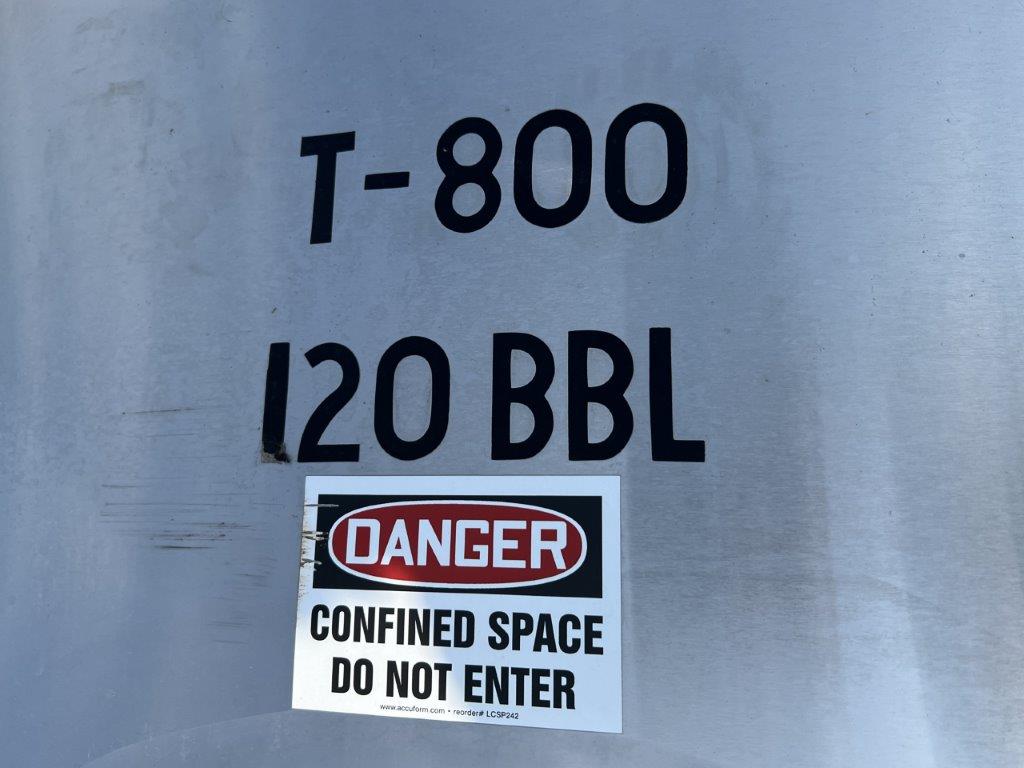 T-800
120 BBL
DANGER
CONFINED SPACE
DO NOT ENTER
www.accuform.com • reorder# LCSP242